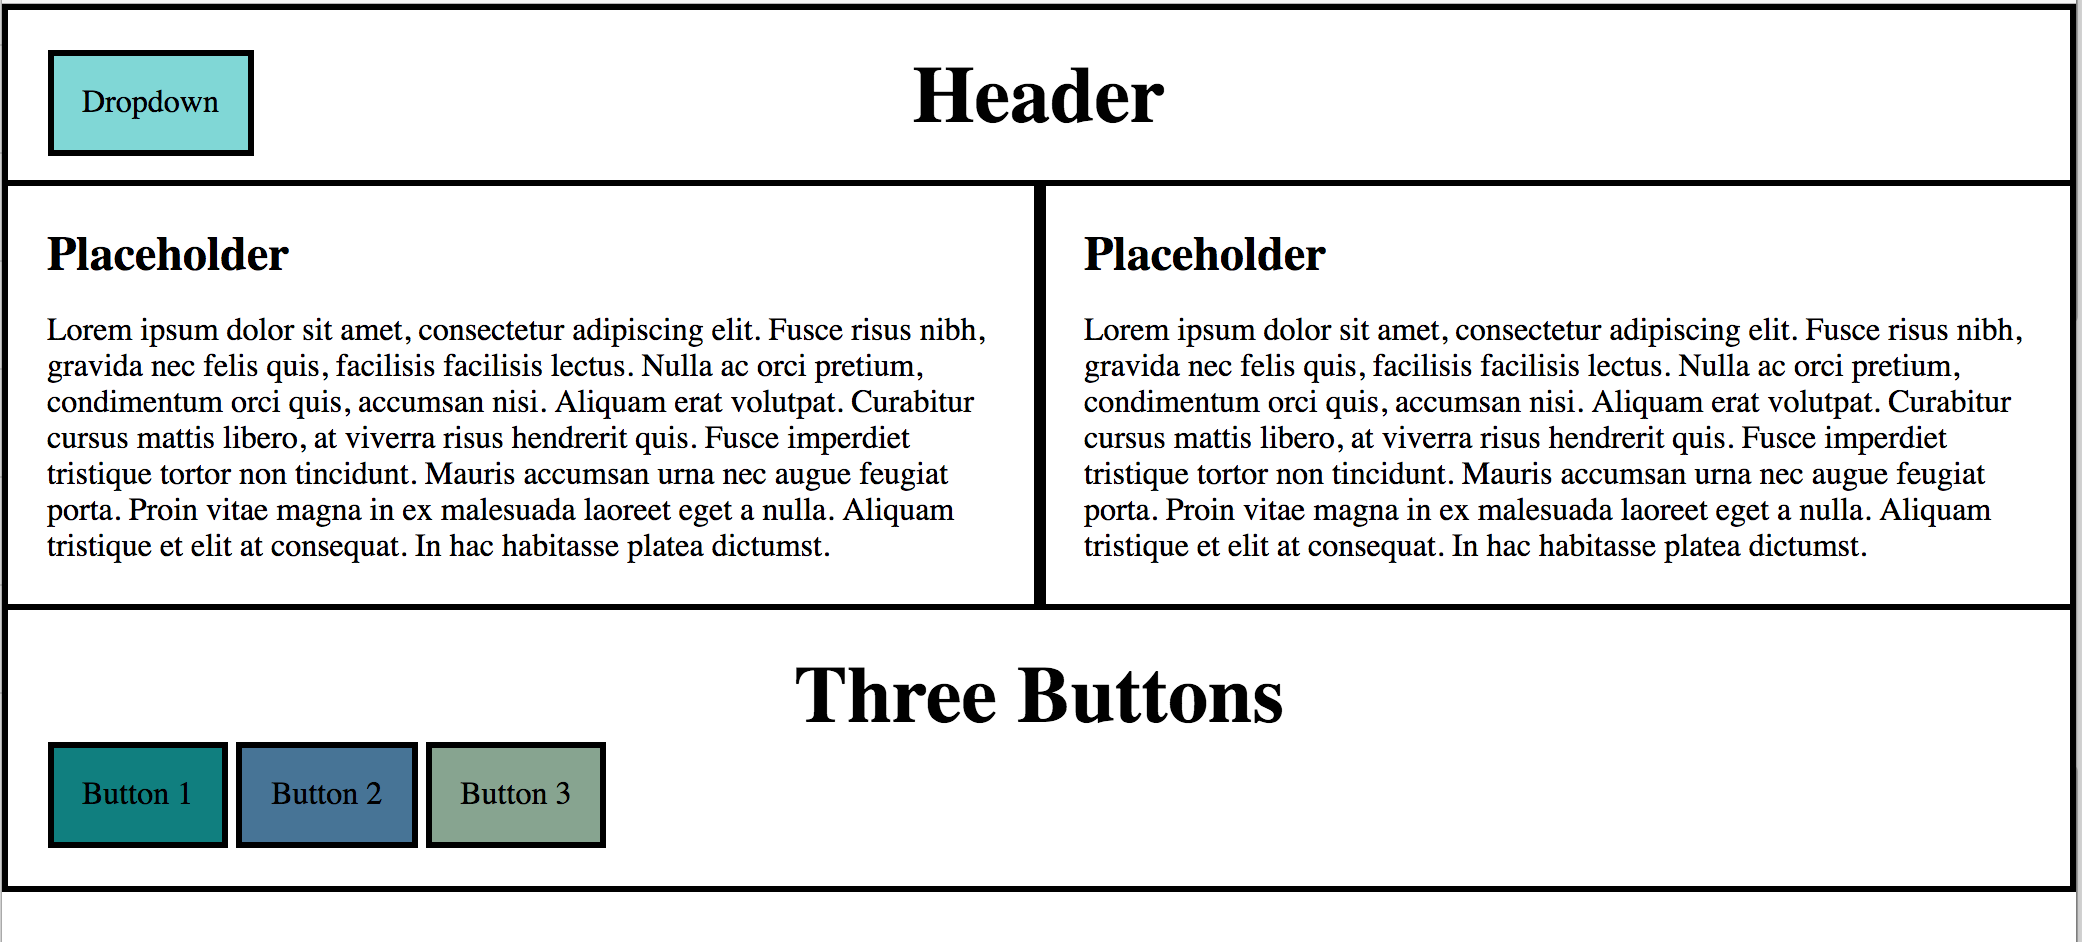 Dropdown
Header
Placeholder
Lorem ipsum dolor sit amet, consectetur adipiscing elit. Fusce risus nibh,
gravida nec felis quis, facilisis facilisis lectus. Nulla ac orci pretium,
condimentum orci quis, accumsan nisi. Aliquam erat volutpat. Curabitur
cursus mattis libero, at viverra risus hendrerit quis. Fusce imperdiet
tristique tortor non tincidunt. Mauris accumsan urna nec augue feugiat
porta. Proin vitae magna in ex malesuada laoreet eget a nulla. Aliquam
tristique et elit at consequat. In hac habitasse platea dictumst.
Placeholder
Lorem ipsum dolor sit amet, consectetur adipiscing elit. Fusce risus nibh,
gravida nec felis quis, facilisis facilisis lectus. Nulla ac orci pretium,
condimentum orci quis, accumsan nisi. Aliquam erat volutpat. Curabitur
cursus mattis libero, at viverra risus hendrerit quis. Fusce imperdiet
tristique tortor non tincidunt. Mauris accumsan urna nec augue feugiat
porta. Proin vitae magna in ex malesuada laoreet eget a nulla. Aliquam
tristique et elit at consequat. In hac habitasse platea dictumst.
Three Buttons
Button 1
Button 2
Button 3